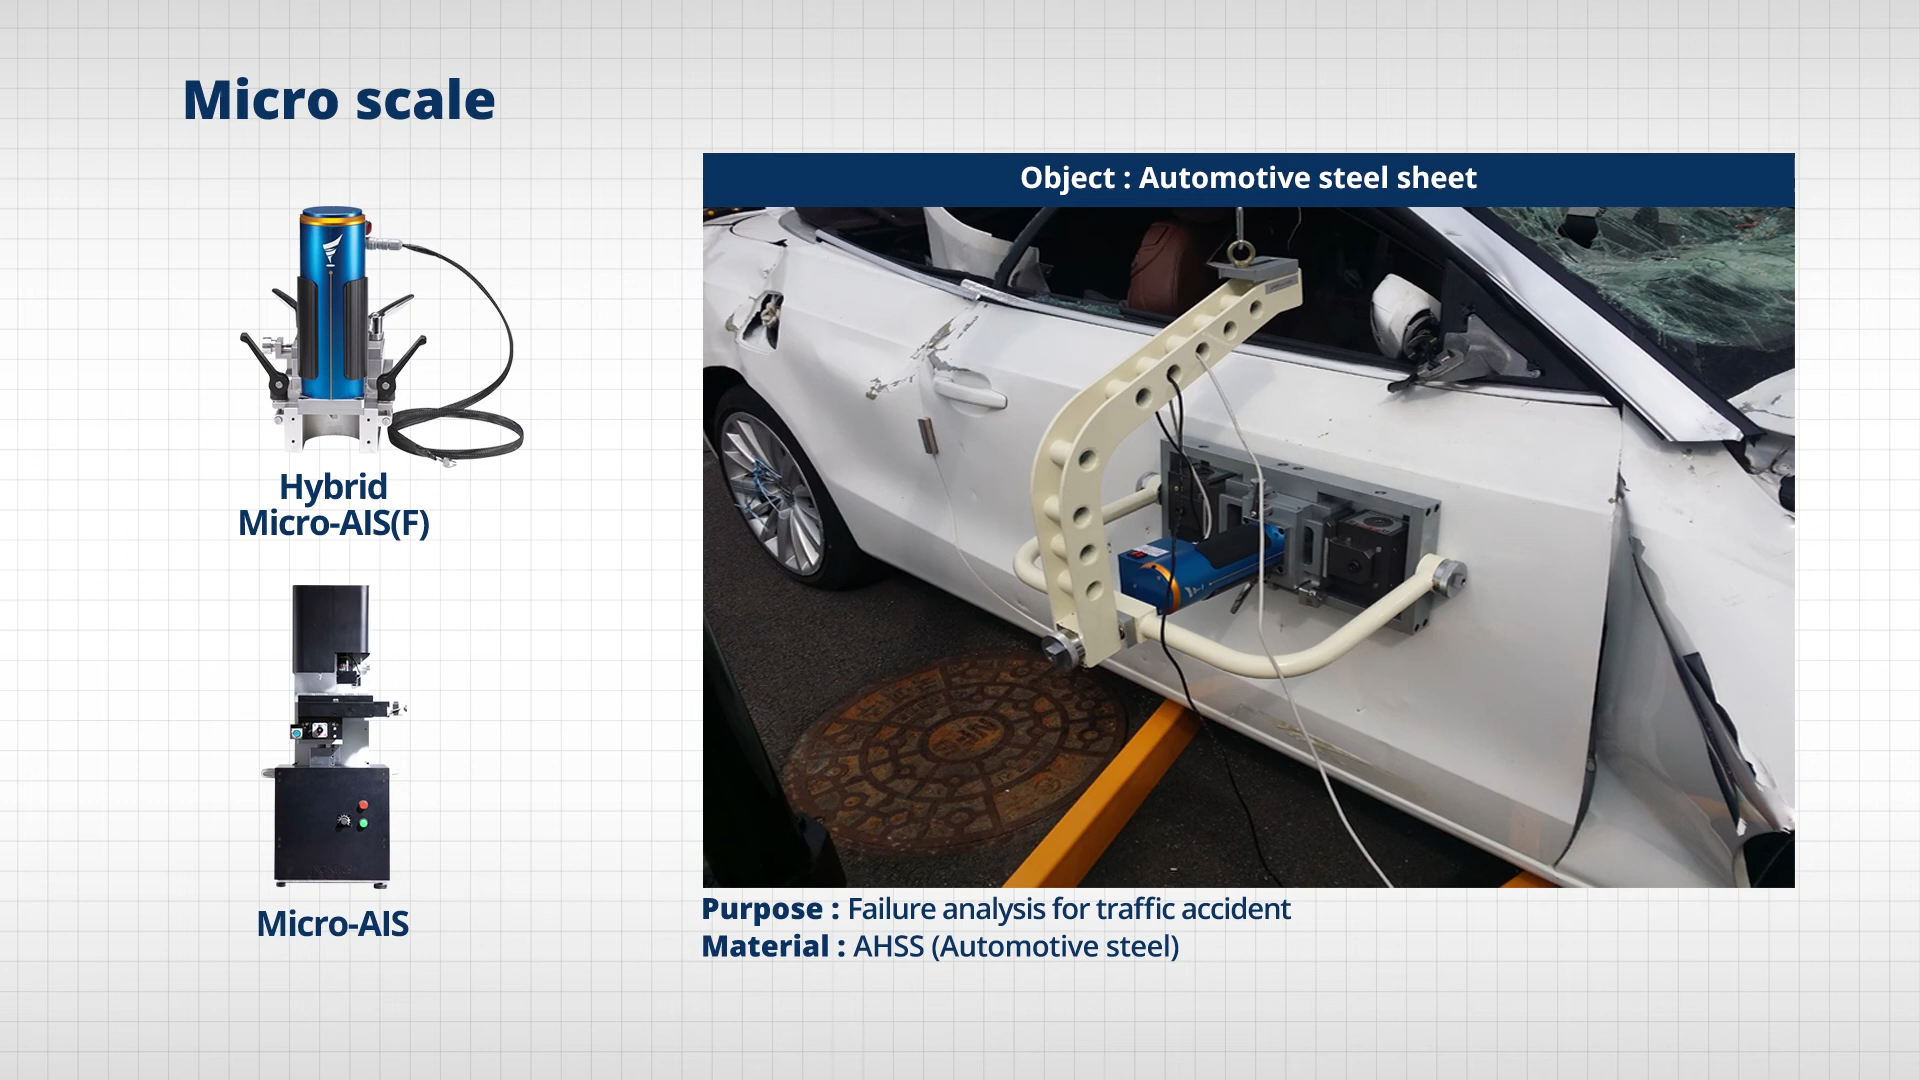 Micro scale
Hybrid
Micro-AIS(F)
Micro-AIS
Object : Automotive steel sheet
Purpose : Failure analysis for traffic accident
Material : AHSS (Automotive steel)